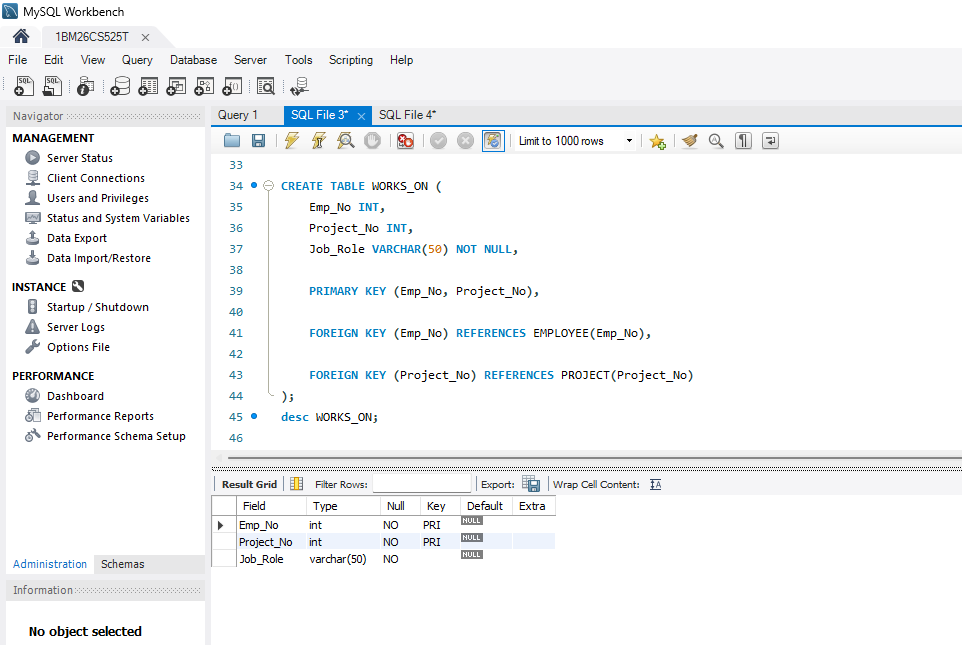 MySQL Workbench
1BM26CS525T
File Edit View Query Database Server Tools Scripting Help
Navigator
MANAGEMENT
Server Status
Client Connections
Users and Privileges
Status and System Variables
Data Export
Data Import/Restore
INSTANCE
Startup / Shutdown
Server Logs
Options File
PERFORMANCE
Dashboard
Performance Reports
Performance Schema Setup
Administration Schemas
Information
No object selected
Query 1 SQL File 3* SQL File 4*
Limit to 1000 rows
33
34 CREATE TABLE WORKS_ON (
35 Emp_No INT,
36 Project_No INT,
37 Job_Role VARCHAR(50) NOT NULL,
38
39 PRIMARY KEY (Emp_No, Project_No),
40
41 FOREIGN KEY (Emp_No) REFERENCES EMPLOYEE(Emp_No),
42
43 FOREIGN KEY (Project_No) REFERENCES PROJECT(Project_No)
44 );
45 desc WORKS_ON;
46
Result Grid Filter Rows: Export: Wrap Cell Content:
Field Type Null Key Default Extra
Emp_No int NO PRI NULL
Project_No int NO PRI NULL
Job_Role varchar(50) NO NULL